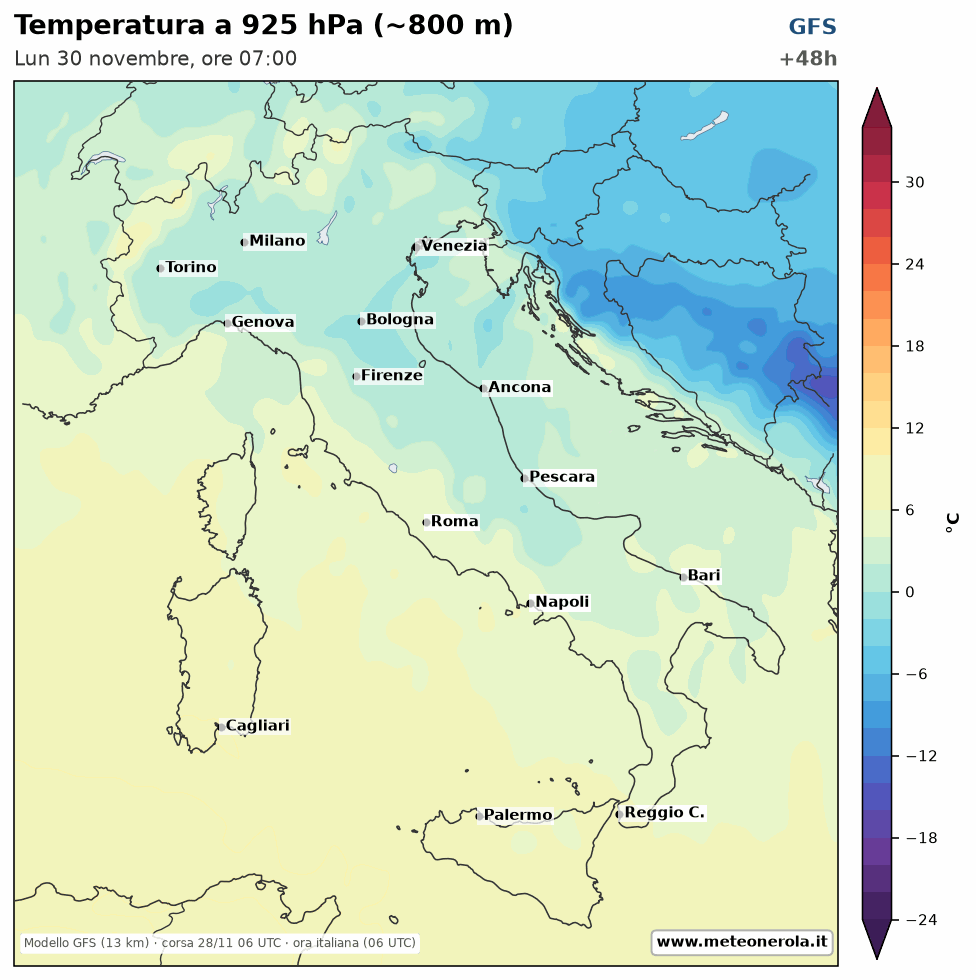 Temperatura a 925 hPa (~800 m)
GFS
Lun 30 novembre, ore 07:00
+48h
Milano
Venezia
Torino
Genova
Bologna
Firenze
Ancona
Pescara
Roma
Bari
Napoli
Cagliari
Palermo
Reggio C.
30
24
18
12
6
0
−6
−12
−18
−24
°C
Modello GFS (13 km) · corsa 28/11 06 UTC · ora italiana (06 UTC)
www.meteonerola.it